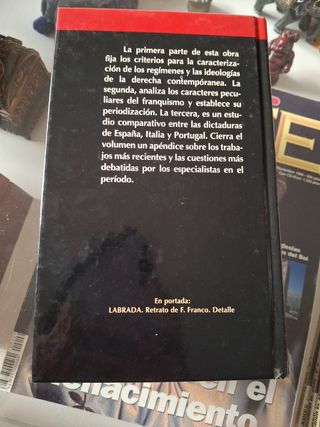 La primera parte de esta obra
fija los criterios para la caracteriza-
ción de los regímenes y las ideologías
de la derecha contemporánea. La
segunda, analiza los caracteres pecu-
liares del franquismo y establece su
periodización. La tercera, es un estu-
dio comparativo entre las dictaduras
de España, Italia y Portugal. Cierra el
volumen un apéndice sobre los traba-
jos más recientes y las cuestiones más
debatidas por los especialistas en el
período.
En portada:
LABRADA. Retrato de F. Franco. Detalle
en el
nacimiento